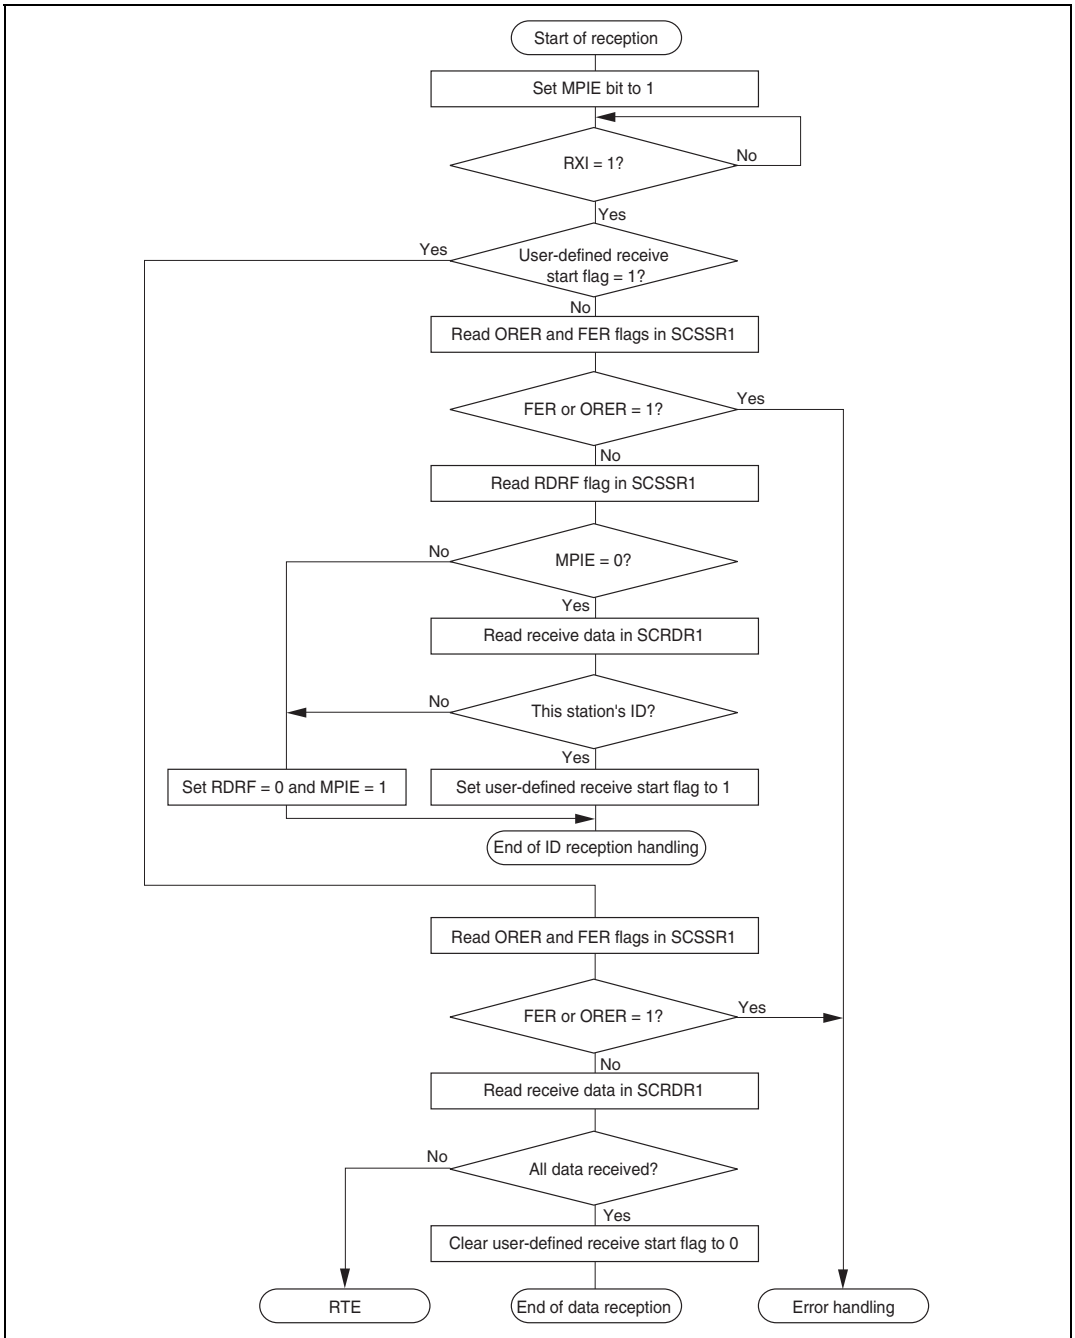 Start of reception
Set MPIE bit to 1
RXI = 1?
No
Yes
Yes
User-defined receive
start flag = 1?
No
Read ORER and FER flags in SCSSR1
FER or ORER = 1?
Yes
No
Read RDRF flag in SCSSR1
No
MPIE = 0?
Yes
Read receive data in SCRDR1
No
This station's ID?
Yes
Set RDRF = 0 and MPIE = 1
Set user-defined receive start flag to 1
End of ID reception handling
Read ORER and FER flags in SCSSR1
FER or ORER = 1?
Yes
No
Read receive data in SCRDR1
No
All data received?
Yes
Clear user-defined receive start flag to 0
RTE
End of data reception
Error handling